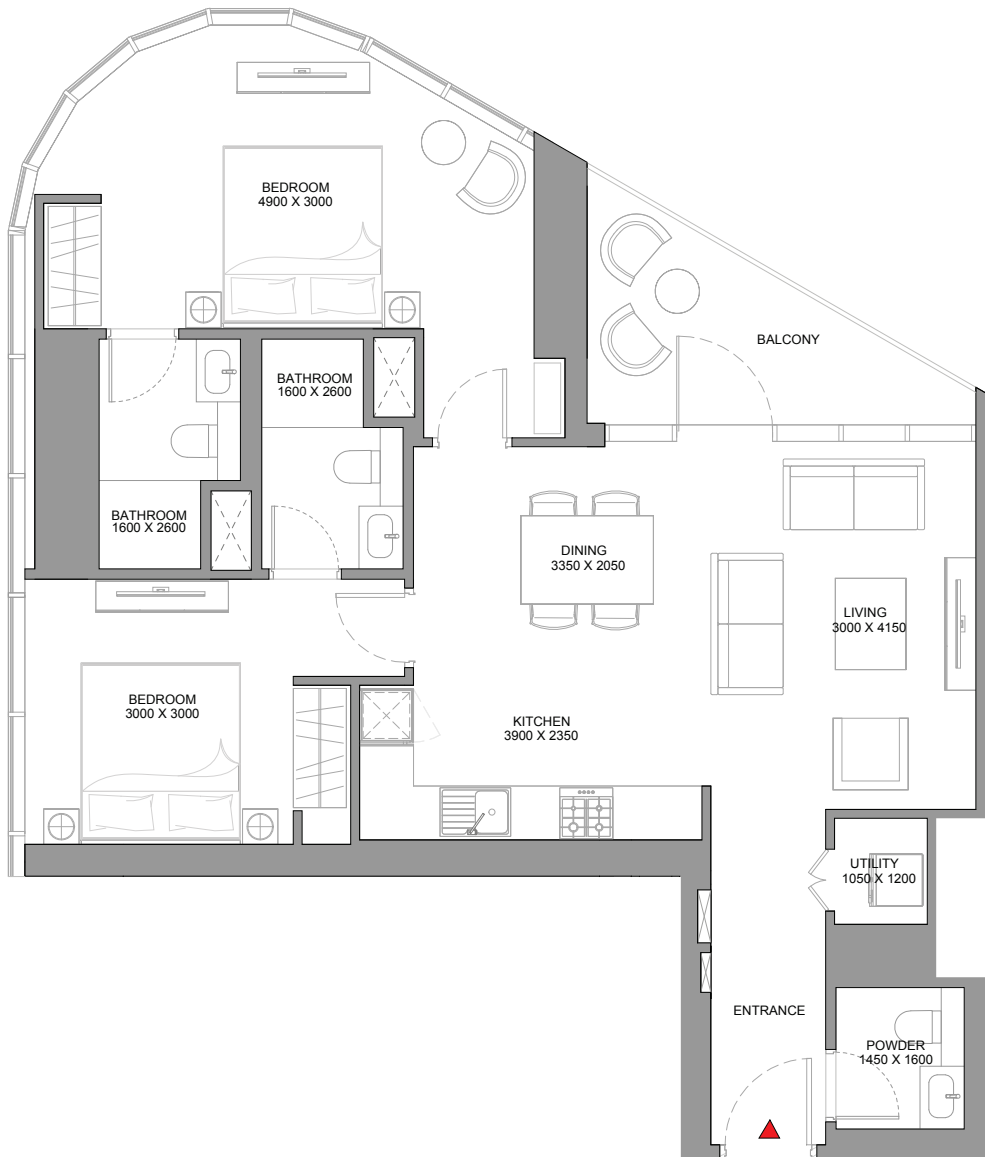 BEDROOM
4900 X 3000
BALCONY
BATHROOM
1600 X 2600
BATHROOM
1600 X 2600
DINING
3350 X 2050
LIVING
3000 X 4150
BEDROOM
3000 X 3000
KITCHEN
3900 X 2350
UTILITY
1050 X 1200
ENTRANCE
POWDER
1450 X 1600